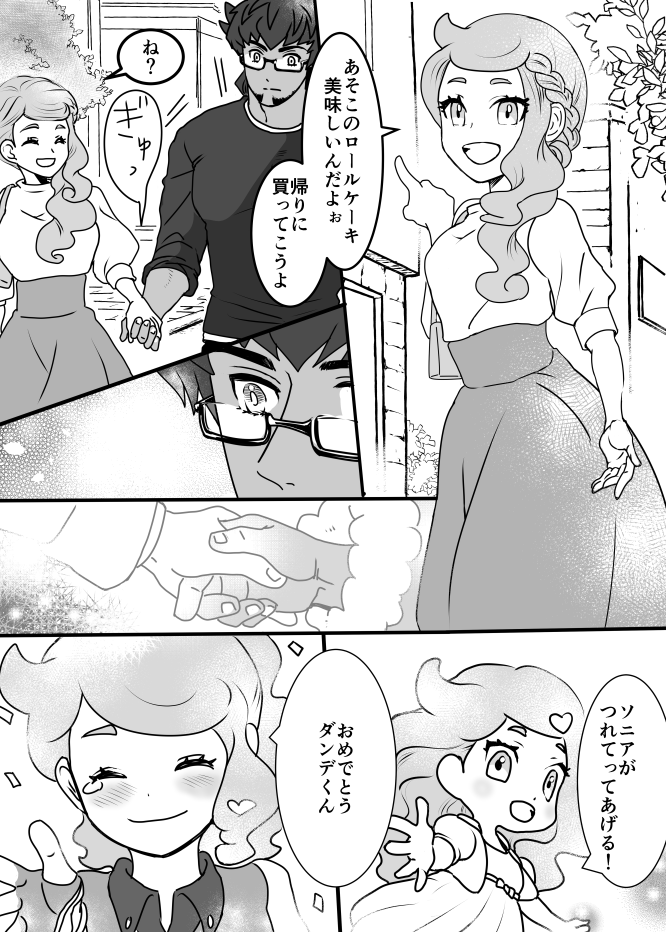 あそこのロールケーキ
美味しいんだよぉ
帰りに
買ってこうよ
ね？
ぎゅっ
ソニアが
つれてってあげる！
おめでとう
ダンデくん